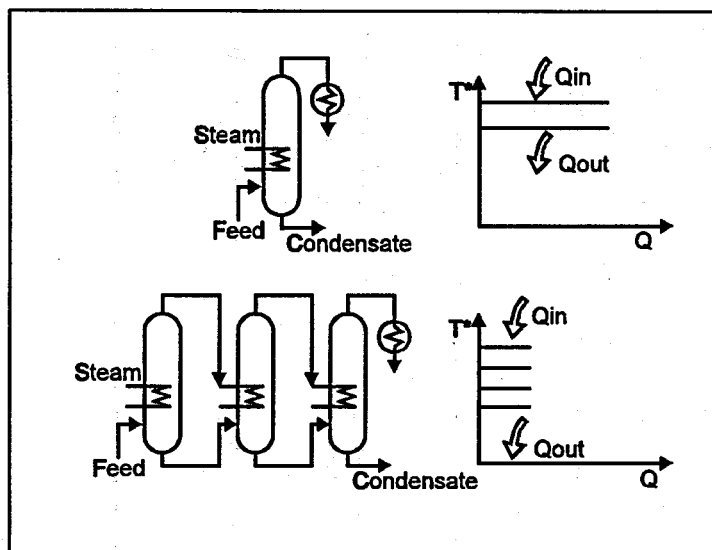 T*
Qin
Steam
Qout
Feed
Condensate
Q
T*
Qin
Steam
Qout
Feed
Condensate
Q